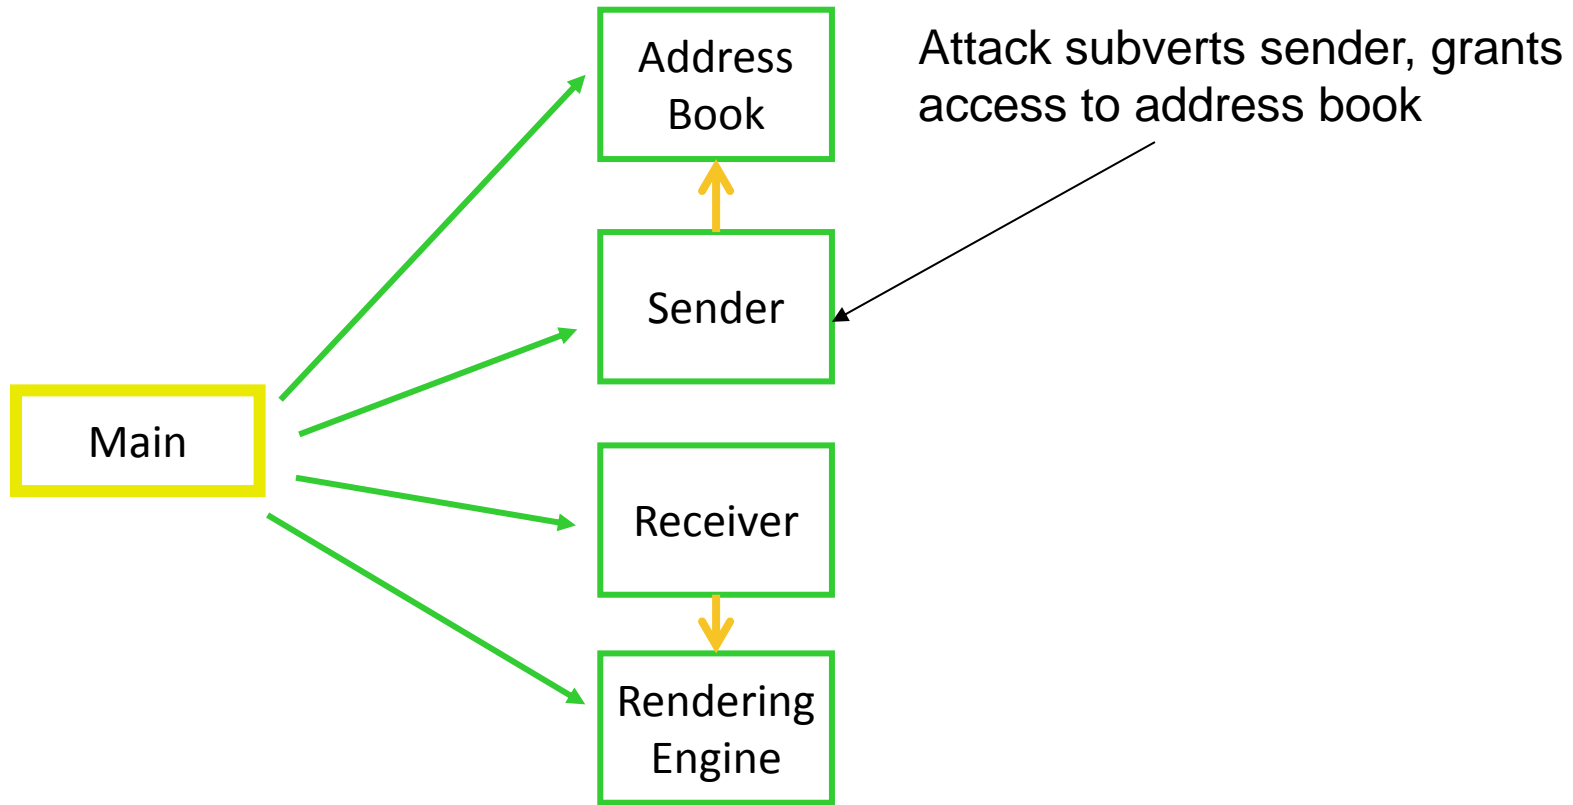 Address
Book
Attack subverts sender, grants
access to address book
Sender
Main
Receiver
Rendering
Engine